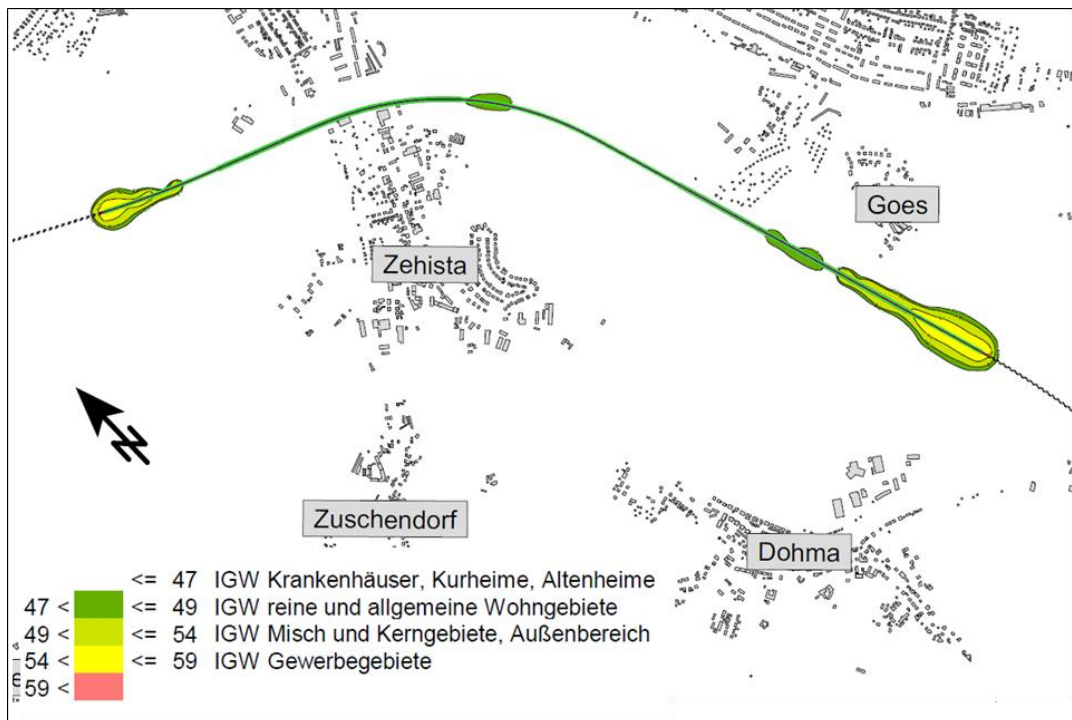 Goes
Zehista
Zuschendorf
Dohma
<= 47 IGW Krankenhäuser, Kurheime, Altenheime
47 < <= 49 IGW reine und allgemeine Wohngebiete
49 < <= 54 IGW Misch und Kerngebiete, Außenbereich
54 < <= 59 IGW Gewerbegebiete
59 <
N